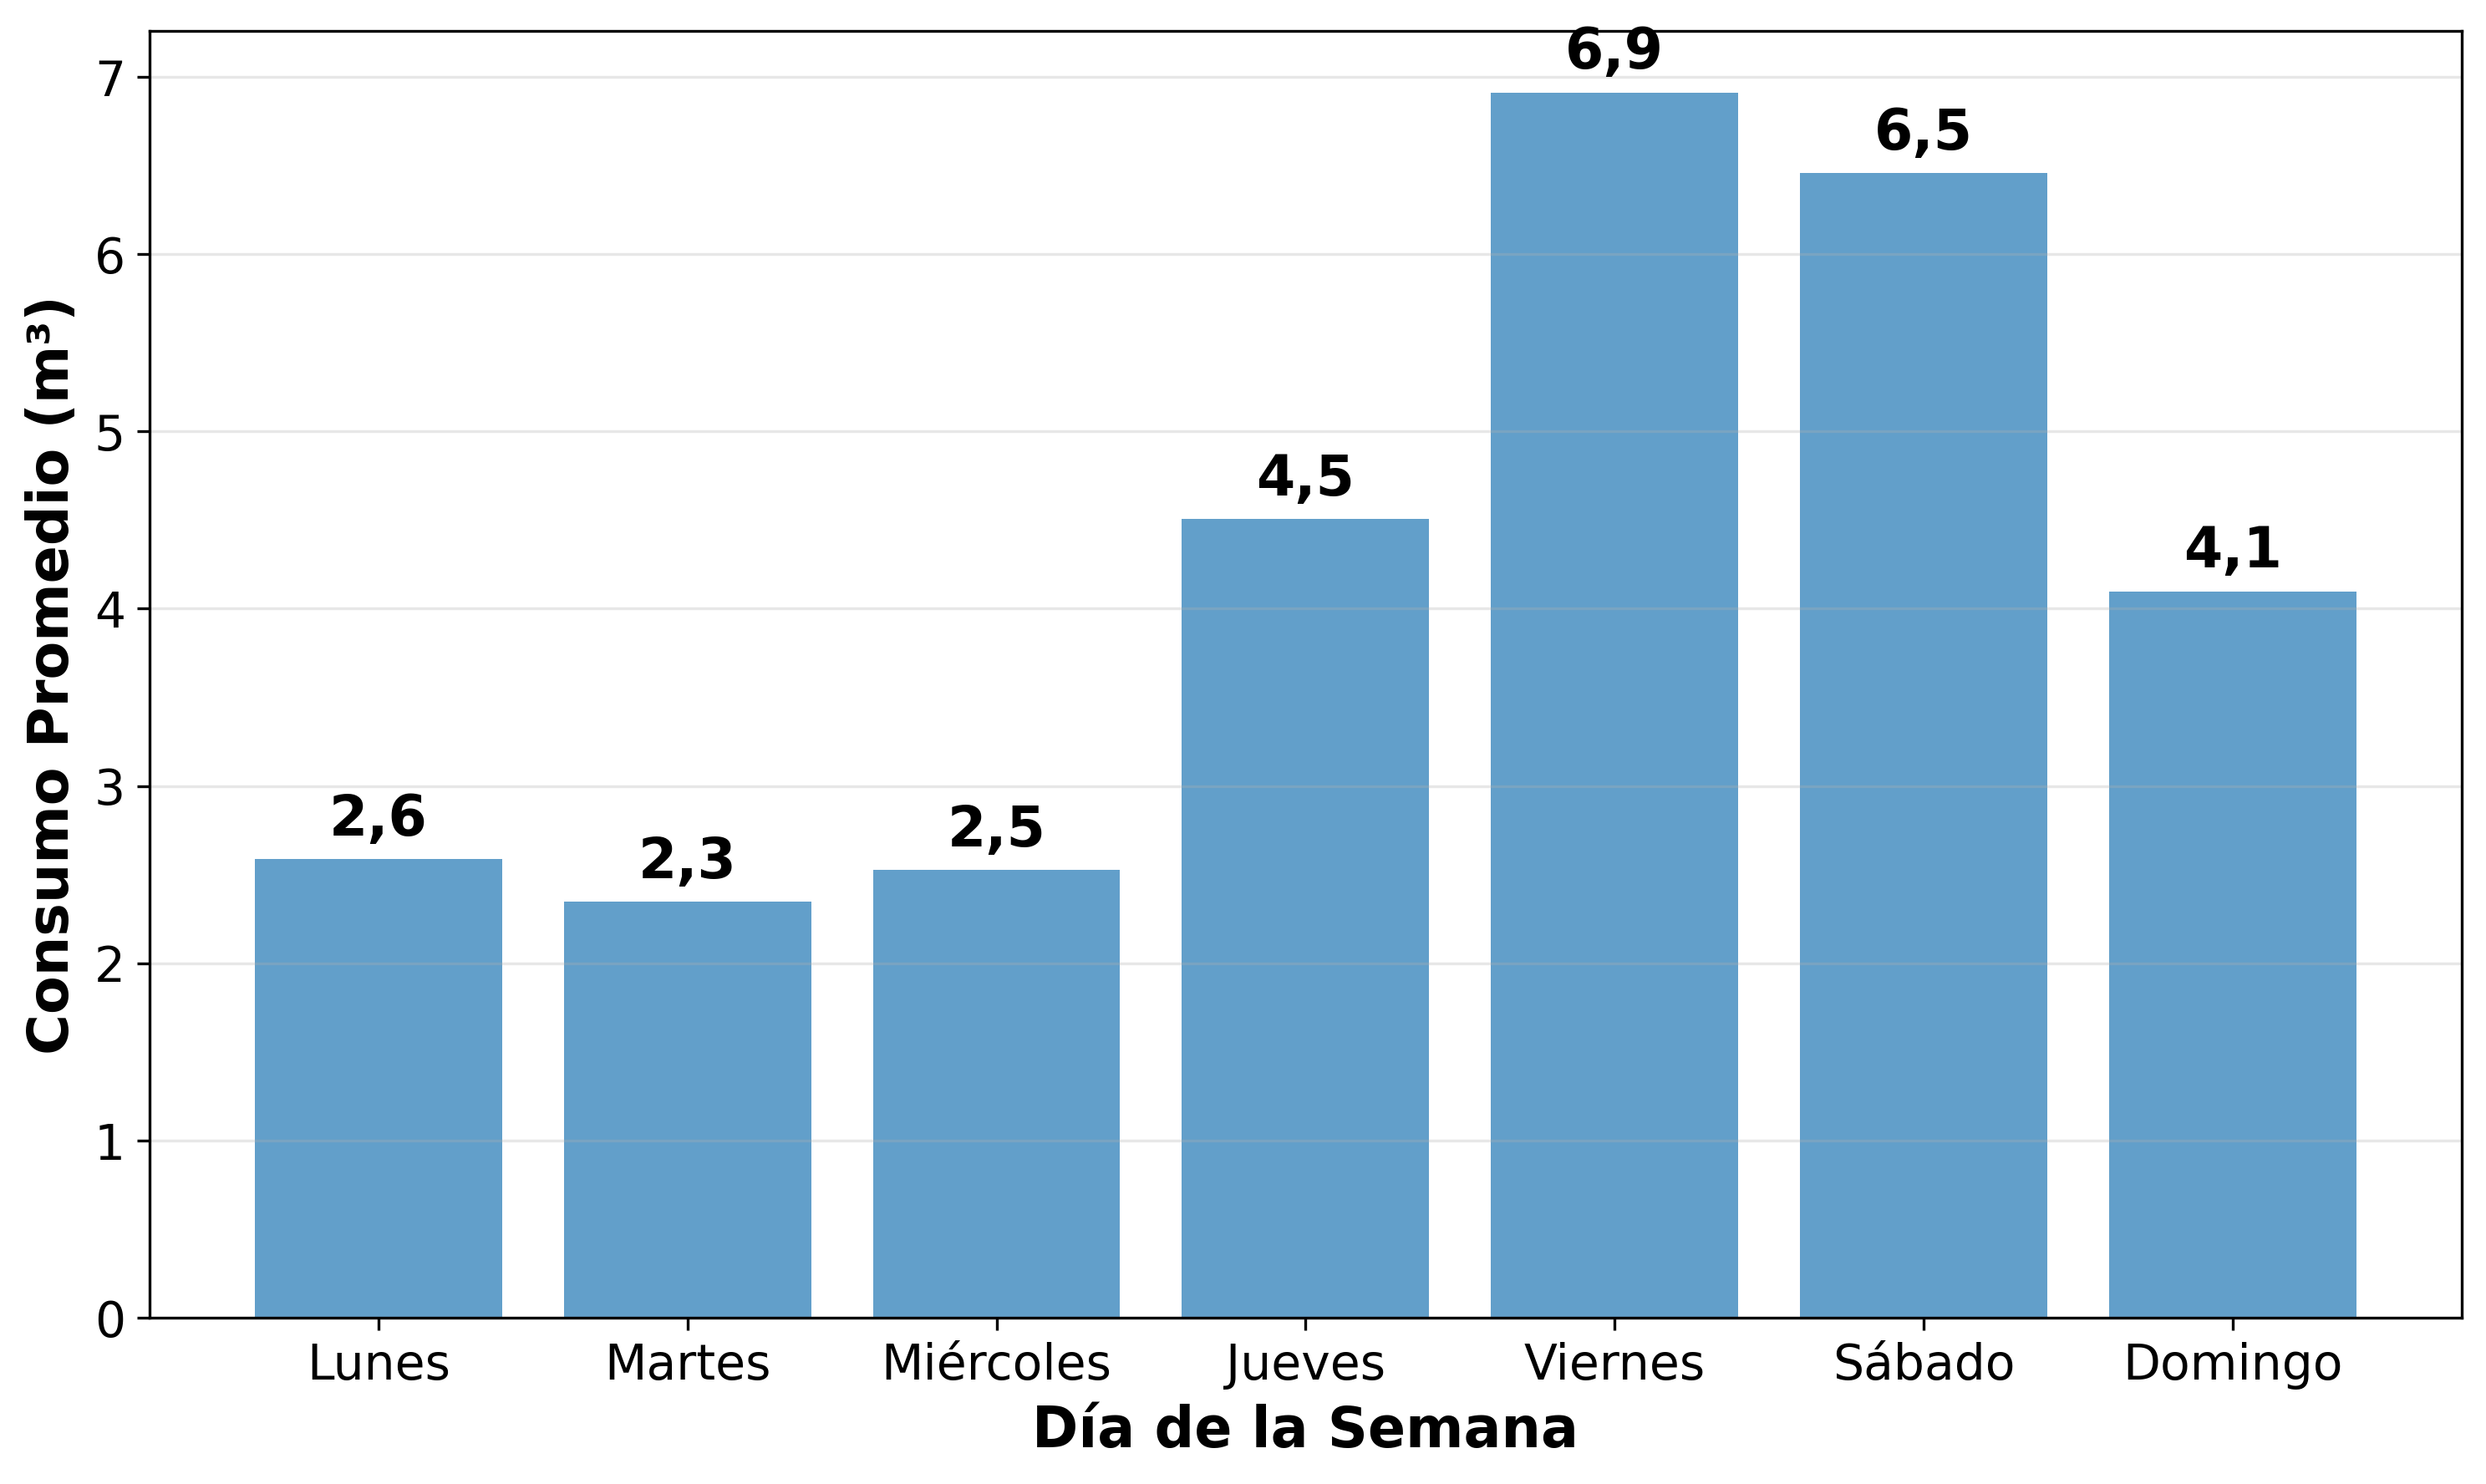 Consumo Promedio (m³)
7
6
5
4
3
2
1
0
2,6
2,3
2,5
4,5
6,9
6,5
4,1
Lunes
Martes
Miércoles
Jueves
Viernes
Sábado
Domingo
Día de la Semana